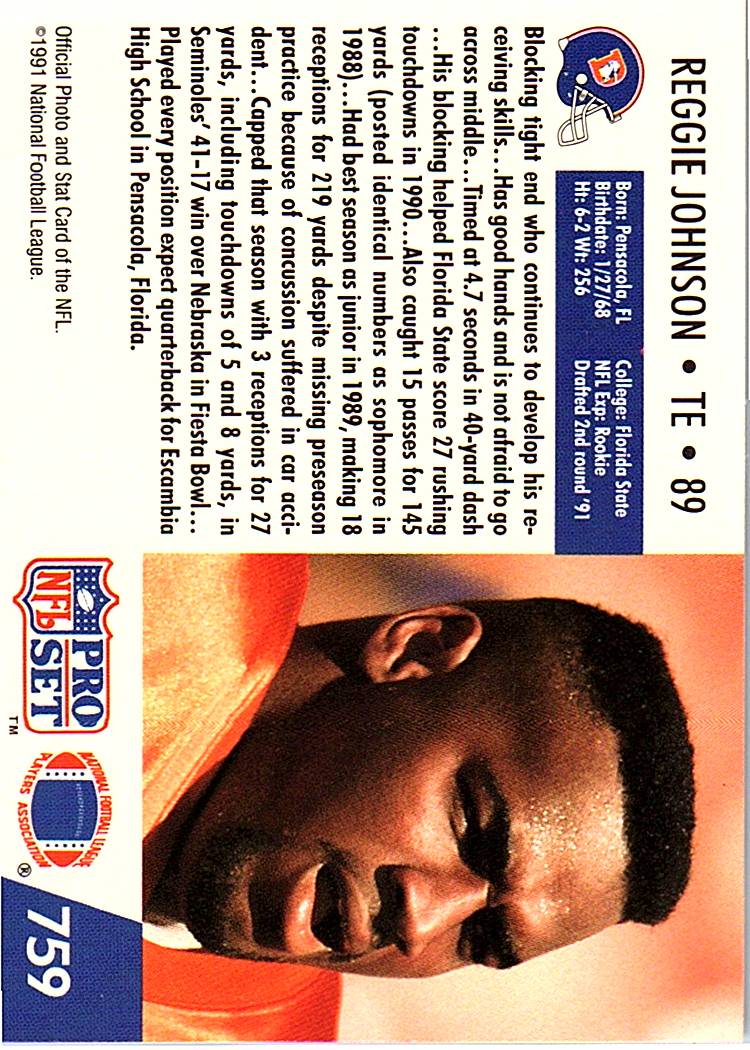 REGGIE JOHNSON • TE • 89
Born: Pensacola, FL
Birthdate: 1/27/68
Ht: 6-2 Wt: 256
College: Florida State
NFL Exp: Rookie
Drafted 2nd round '91
Blocking tight end who continues to develop his re-
ceiving skills...Has good hands and is not afraid to go
across middle...Timed at 4.7 seconds in 40-yard dash
...His blocking helped Florida State score 27 rushing
touchdowns in 1990...Also caught 15 passes for 145
yards (posted identical numbers as sophomore in
1988)...Had best season as junior in 1989, making 18
receptions for 219 yards despite missing preseason
practice because of concussion suffered in car acci-
dent...Capped that season with 3 receptions for 27
yards, including touchdowns of 5 and 8 yards, in
Seminoles' 41-17 win over Nebraska in Fiesta Bowl...
Played every position expect quarterback for Escambia
High School in Pensacola, Florida.
Official Photo and Stat Card of the NFL.
©1991 National Football League.
NFL
PRO
SET
™
NATIONAL FOOTBALL LEAGUE
PLAYERS ASSOCIATION
®
759